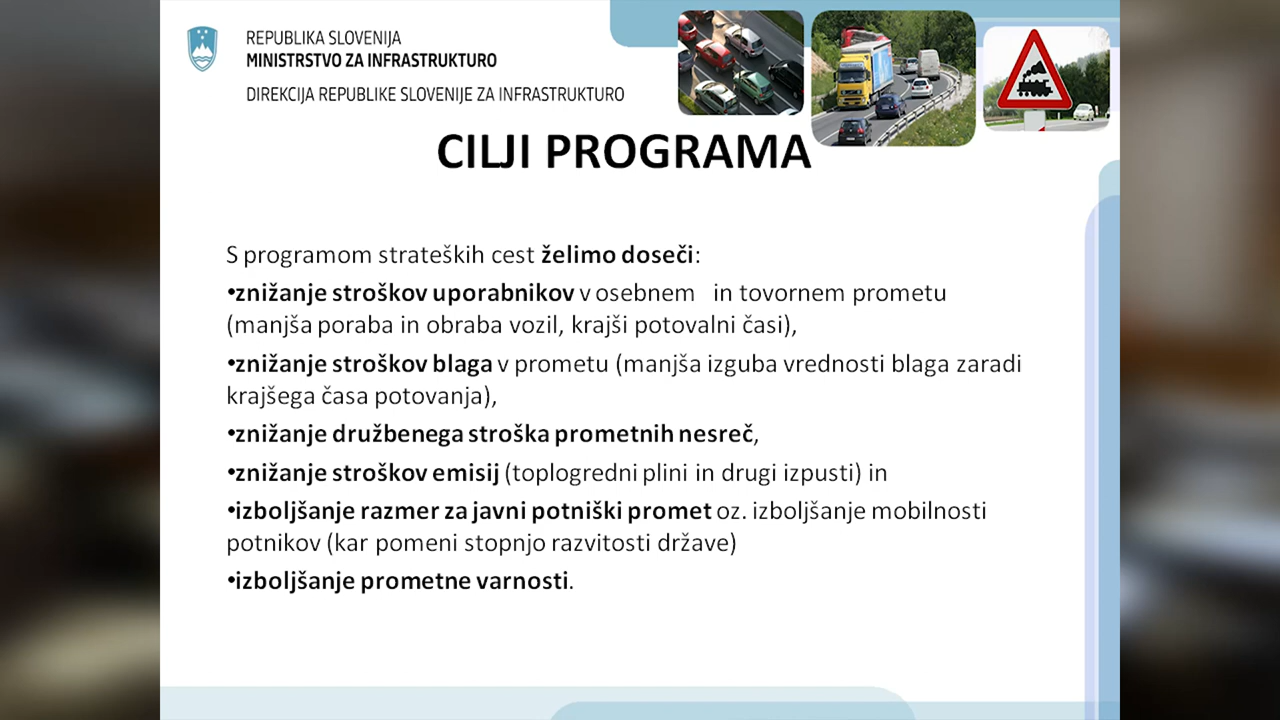 REPUBLIKA SLOVENIJA
MINISTRSTVO ZA INFRASTRUKTURO
DIREKCIJA REPUBLIKE SLOVENIJE ZA INFRASTRUKTURO
CILJI PROGRAMA
S programom strateških cest želimo doseči:
•znižanje stroškov uporabnikov v osebnem in tovornem prometu
(manjša poraba in obraba vozil, krajši potovalni časi),
•znižanje stroškov blaga v prometu (manjša izguba vrednosti blaga zaradi
krajšega časa potovanja),
•znižanje družbenega stroška prometnih nesreč,
•znižanje stroškov emisij (toplogredni plini in drugi izpusti) in
•izboljšanje razmer za javni potniški promet oz. izboljšanje mobilnosti
potnikov (kar pomeni stopnjo razvitosti države)
•izboljšanje prometne varnosti.